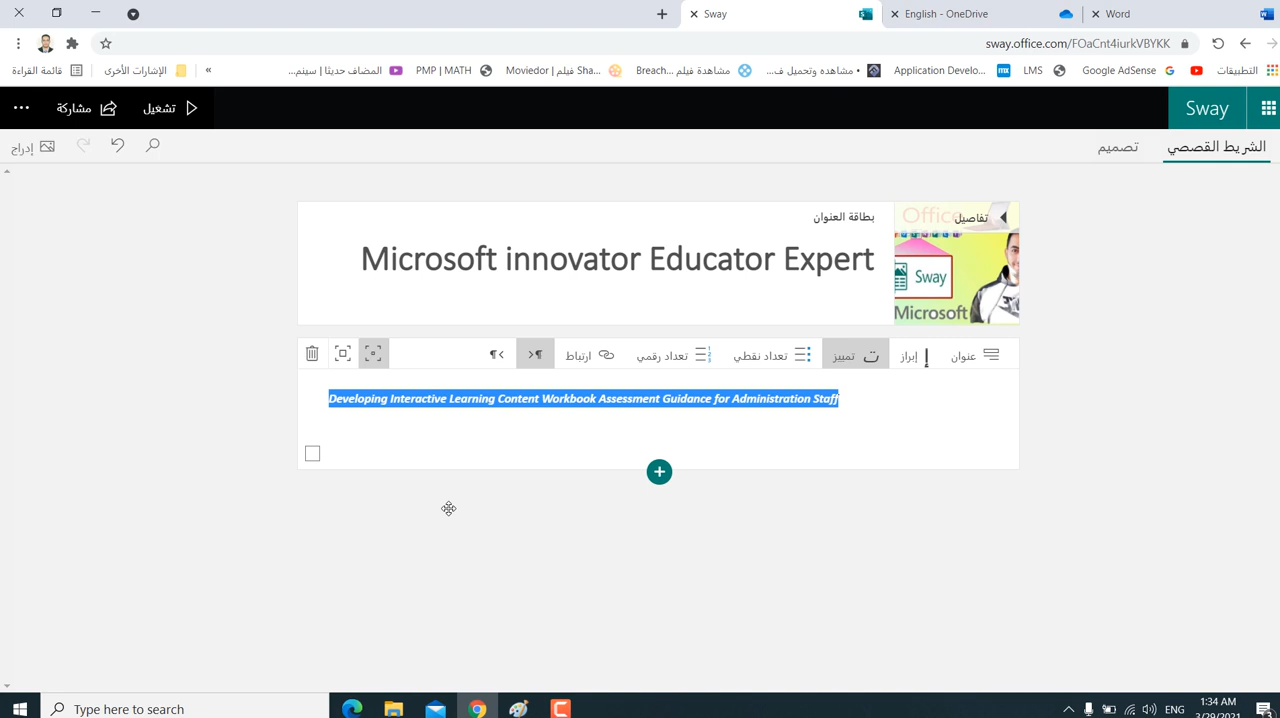 Sway
English - OneDrive
Word
sway.office.com/FOaCnt4iurkVBYKK
التطبيقات
Google AdSense
LMS
Application Develo...
مشاهده وتحميل ف...
مشاهدة فيلم Breach...
Moviedor | فيلم Sha...
PMP | MATH
المضاف حديثا | سينم...
»
الإشارات الأخرى
قائمة القراءة
Sway
تشغيل
مشاركة
الشريط القصصي
تصميم
إدراج
تفاصيل
بطاقة العنوان
Microsoft innovator Educator Expert
Office
Sway
Microsoft
عنوان
إبراز
تمييز
تعداد نقطي
تعداد رقمي
ارتباط
Developing Interactive Learning Content Workbook Assessment Guidance for Administration Staff
Type here to search
ENG
1:34 AM
3/29/2021